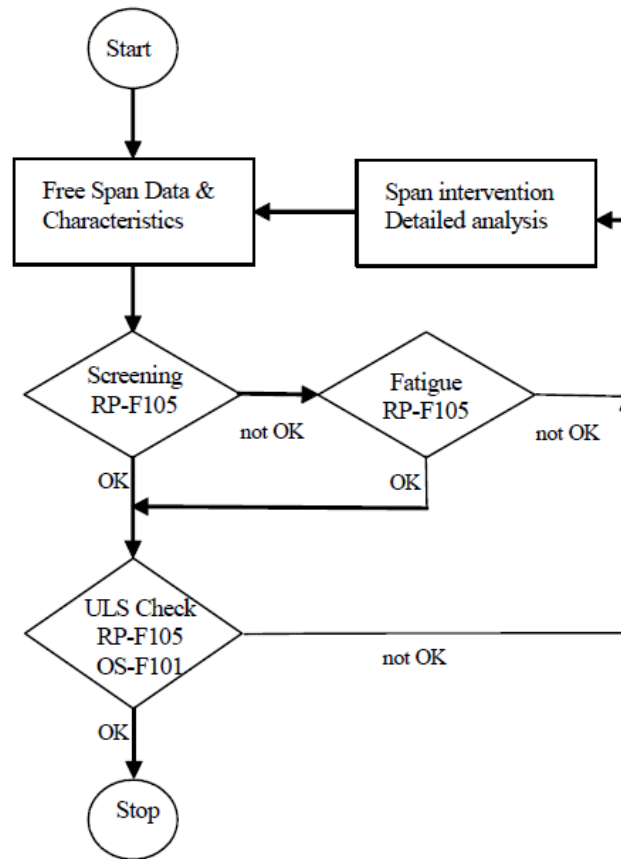 Start
Free Span Data &
Characteristics
Span intervention
Detailed analysis
Screening
RP-F105
not OK
Fatigue
RP-F105
not OK
OK
OK
ULS Check
RP-F105
OS-F101
not OK
OK
Stop